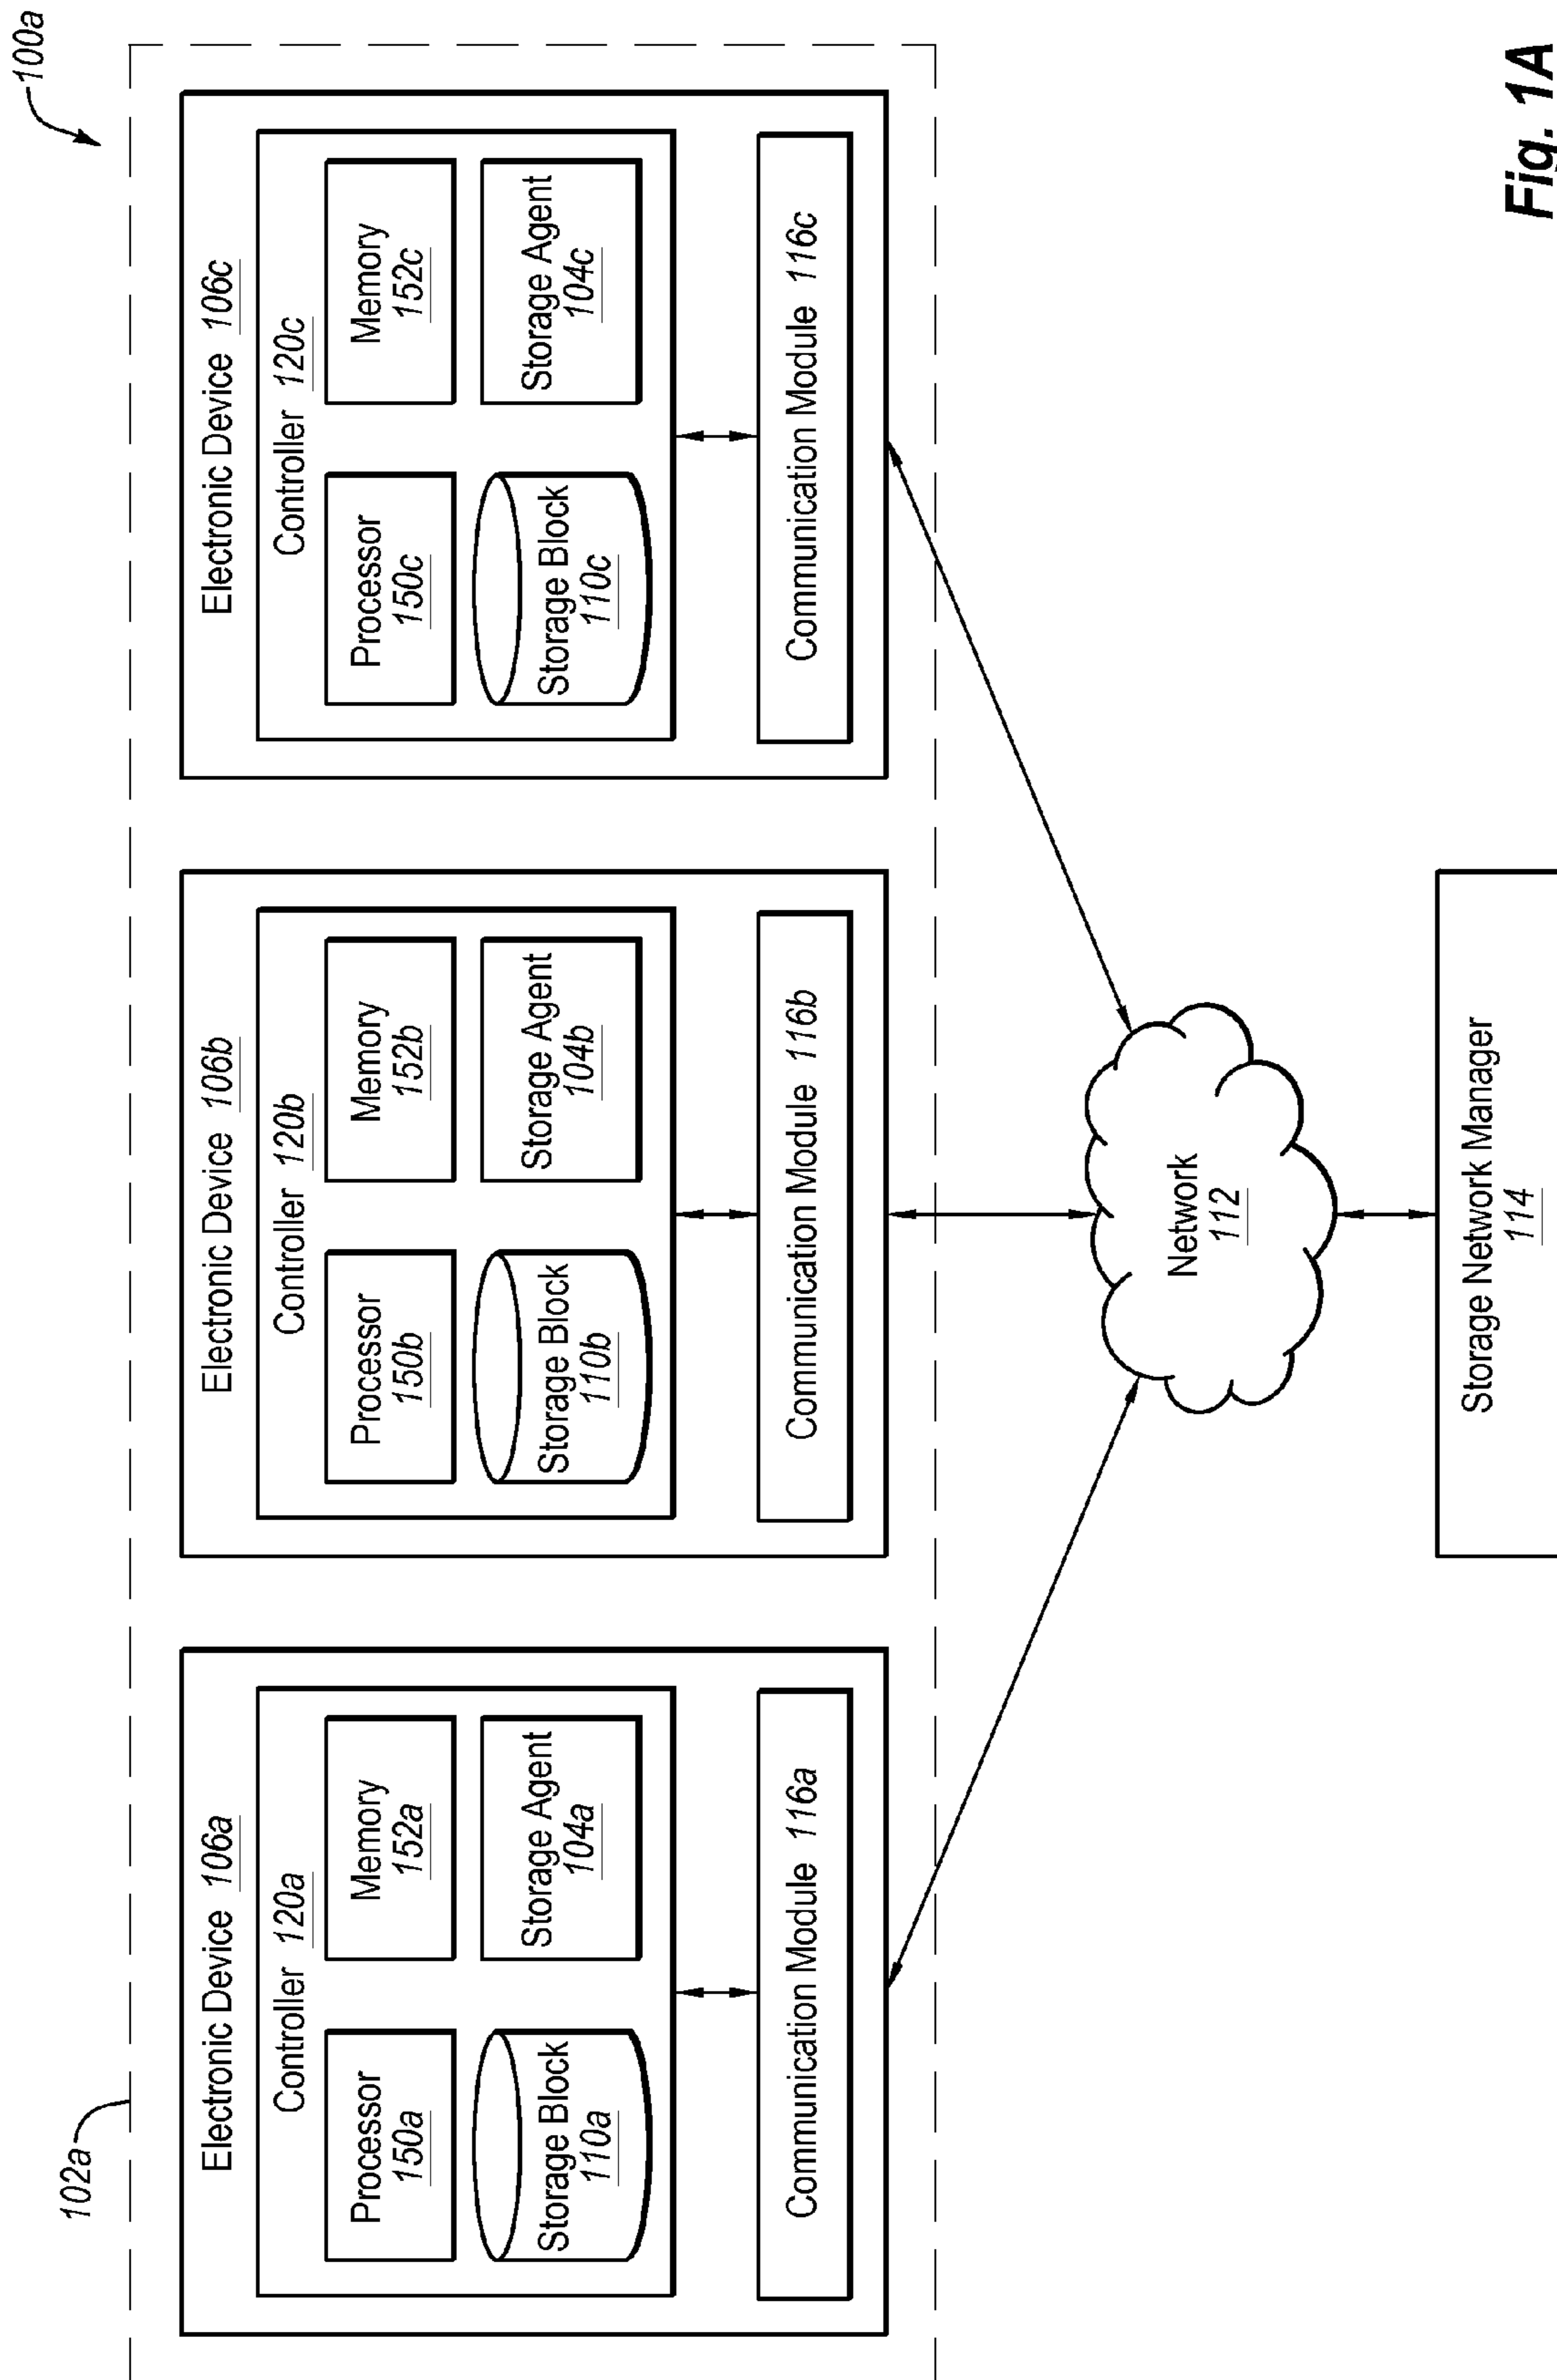 100a
102a
Electronic Device 106a
Controller 120a
Processor
150a
Memory
152a
Storage Block
110a
Storage Agent
104a
Communication Module 116a
Electronic Device 106b
Controller 120b
Processor
150b
Memory
152b
Storage Block
110b
Storage Agent
104b
Communication Module 116b
Electronic Device 106c
Controller 120c
Processor
150c
Memory
152c
Storage Block
110c
Storage Agent
104c
Communication Module 116c
Network
112
Storage Network Manager
114
Fig. 1A